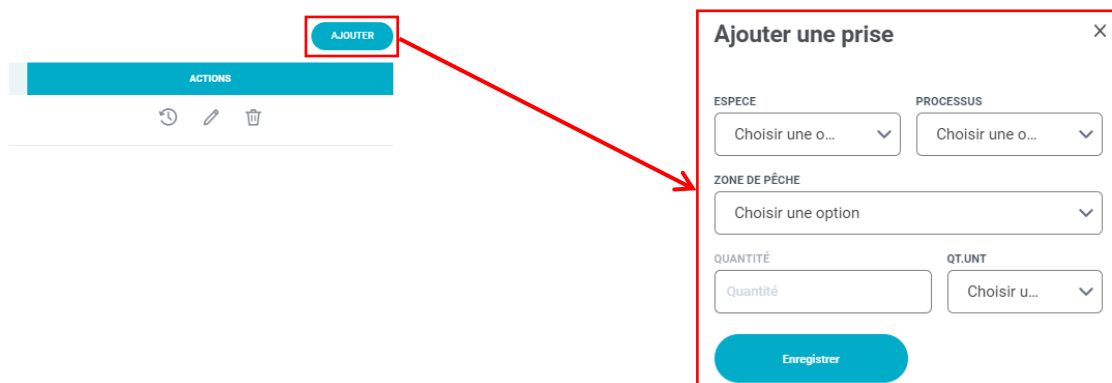 AJOUTER
ACTIONS
Ajouter une prise
ESPECE PROCESSUS
Choisir une o... Choisir une o...
ZONE DE PÊCHE
Choisir une option
QUANTITÉ QT.UNT
Quantité Choisir u...
Enregistrer